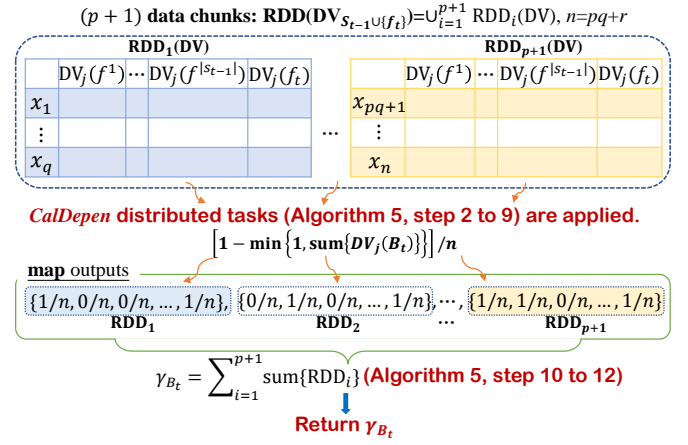 (p + 1) data chunks: RDD(DV_{S_{t−1}∪{f_t}})=∪_{i=1}^{p+1} RDD_i(DV), n=pq+r
RDD_1(DV)
RDD_{p+1}(DV)
DV_j(f^1) ··· DV_j(f^{|s_{t−1}|}) DV_j(f_t)
DV_j(f^1) ··· DV_j(f^{|s_{t−1}|}) DV_j(f_t)
x_1
x_{pq+1}
⋮
···
⋮
x_q
x_n
CalDepen distributed tasks (Algorithm 5, step 2 to 9) are applied.
[1 − min{1, sum{DV_j(B_t)}}]/n
map outputs
{1/n, 0/n, 0/n, ..., 1/n}, {0/n, 1/n, 0/n, ..., 1/n}, ···, {1/n, 1/n, 0/n, ..., 1/n}
RDD_1 RDD_2 ··· RDD_{p+1}
γ_{B_t} = ∑_{i=1}^{p+1} sum{RDD_i} (Algorithm 5, step 10 to 12)
Return γ_{B_t}